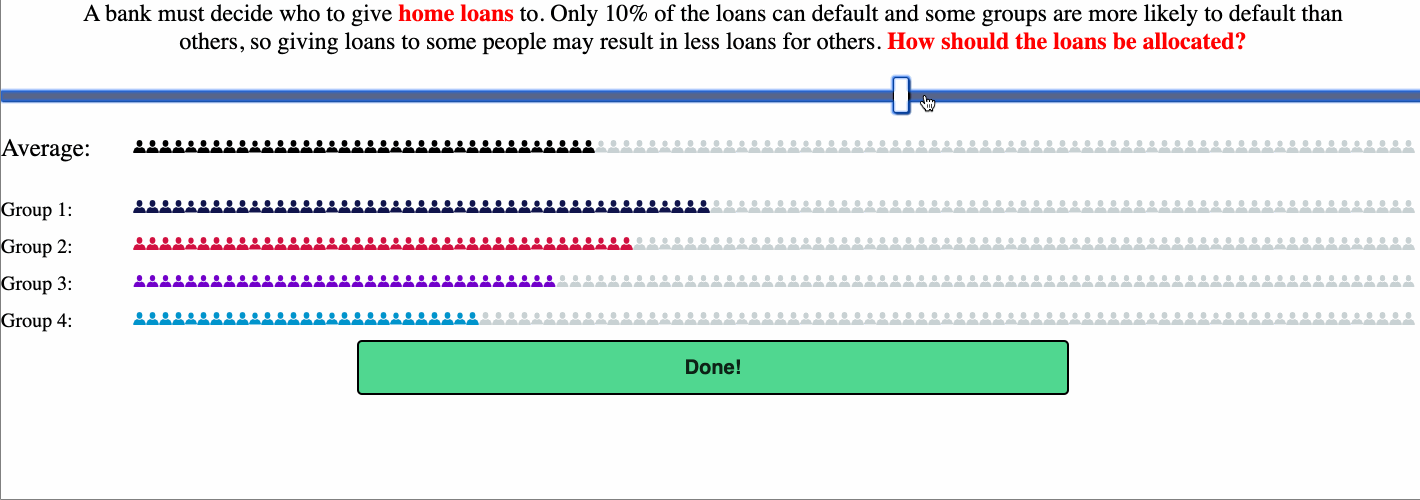 A bank must decide who to give home loans to. Only 10% of the loans can default and some groups are more likely to default than
others, so giving loans to some people may result in less loans for others. How should the loans be allocated?
Average:
Group 1:
Group 2:
Group 3:
Group 4:
Done!